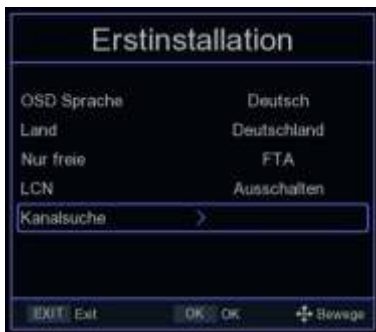 Erstinstallation
OSD Sprache Deutsch
Land Deutschland
Nur freie FTA
LCN Ausschalten
Kanalsuche >
EXIT Exit OK OK Bewege